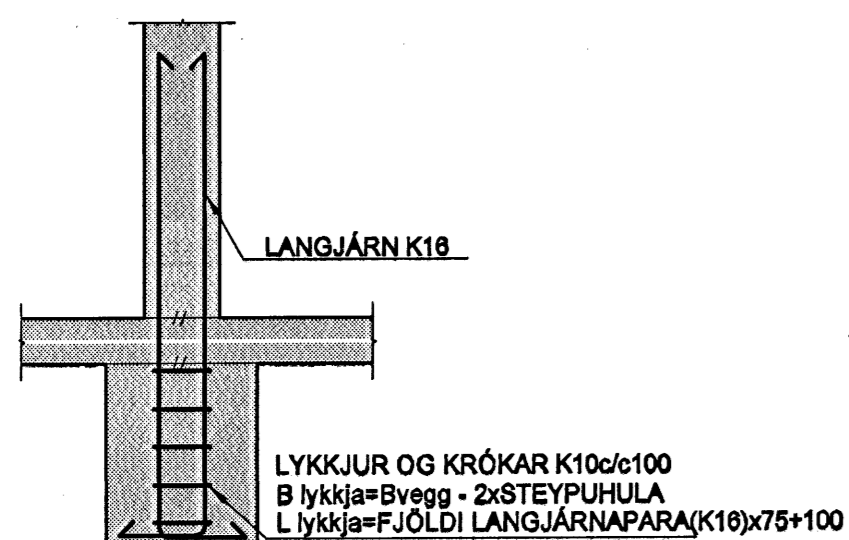 LANGJÁRN K16
LYKKJUR OG KRÓKAR K10c/c100
B lykkja=Bvegg - 2xSTEYPUHULA
L lykkja=FJÖLDI LANGJÁRNAPARA(K16)x75+100